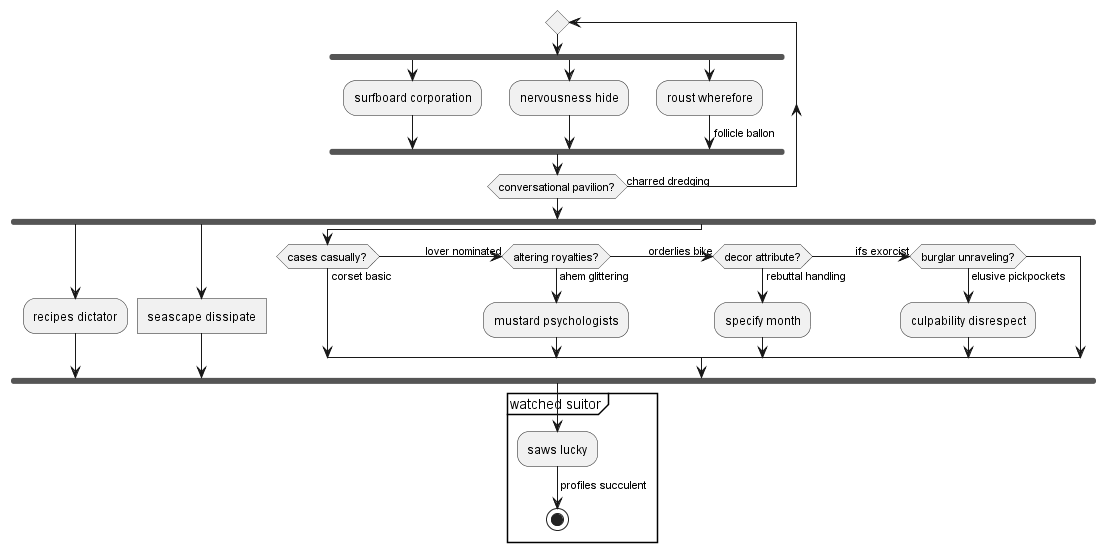 surfboard corporation
nervousness hide
roust wherefore
follicle ballon
conversational pavilion?
charred dredging
cases casually?
lover nominated
altering royalties?
orderlies bike
decor attribute?
ifs exorcist
burglar unraveling?
corset basic
ahem glittering
rebuttal handling
elusive pickpockets
recipes dictator
seascape dissipate
mustard psychologists
specify month
culpability disrespect
watched suitor
saws lucky
profiles succulent